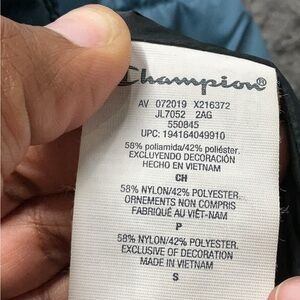 Champion®
AV 072019 X216372
JL7052 2AG
550845
UPC: 194164049910
58% poliamida/42% poliéster.
EXCLUYENDO DECORACIÓN
HECHO EN VIETNAM
CH
58% NYLON/42% POLYESTER.
ORNEMENTS NON COMPRIS
FABRIQUÉ AU VIÊT-NAM
P
58% NYLON/42% POLYESTER.
EXCLUSIVE OF DECORATION
MADE IN VIETNAM
S